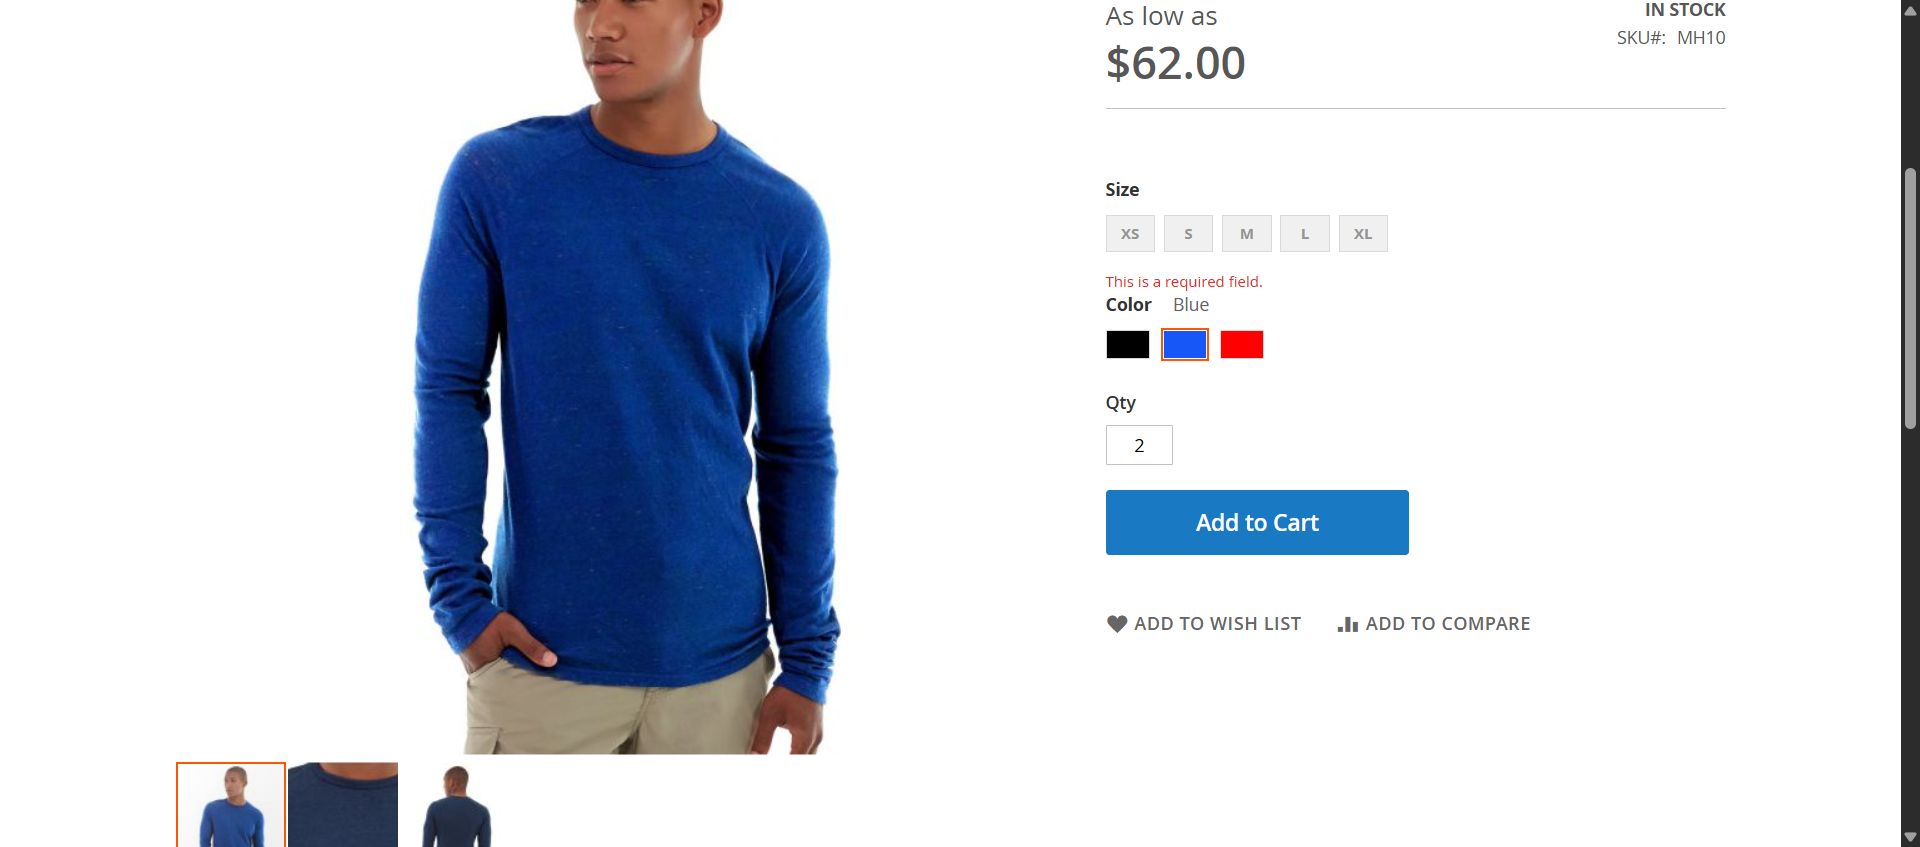 As low as
$62.00
IN STOCK
SKU#: MH10
Size
XS S M L XL
This is a required field.
Color Blue
Qty
2
Add to Cart
ADD TO WISH LIST ADD TO COMPARE